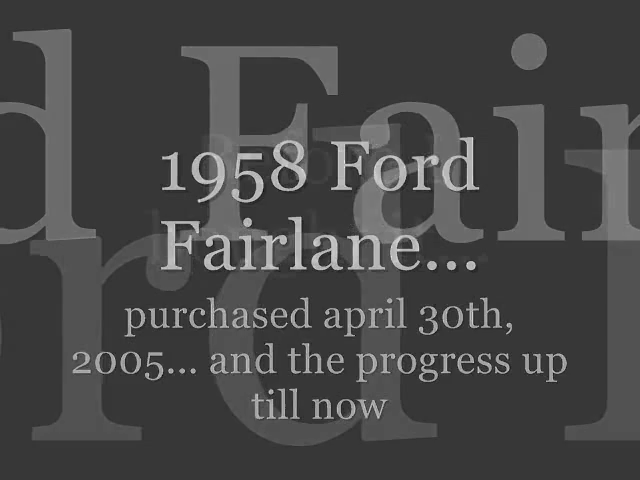 1958 Ford
Fairlane...
purchased april 30th,
2005... and the progress up
till now